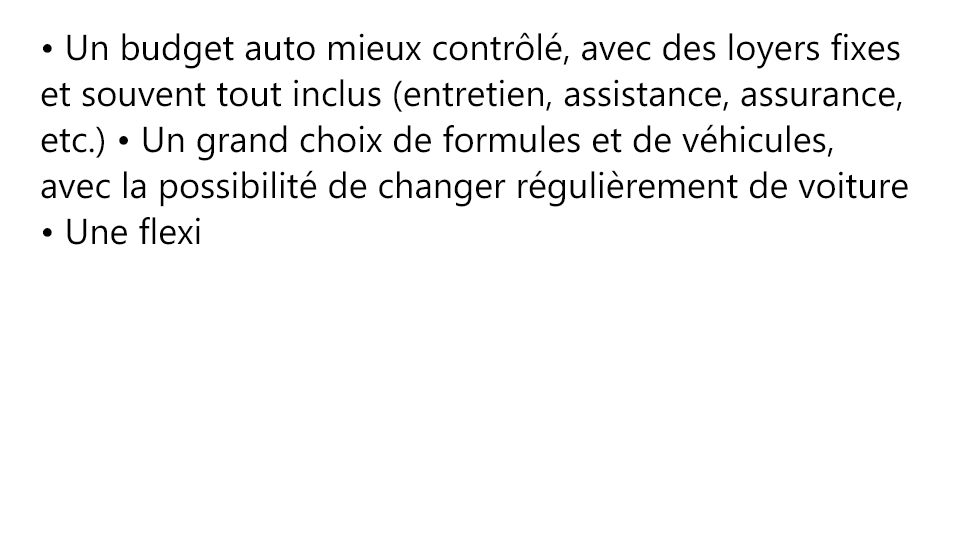 • Un budget auto mieux contrôlé, avec des loyers fixes
et souvent tout inclus (entretien, assistance, assurance,
etc.) • Un grand choix de formules et de véhicules,
avec la possibilité de changer régulièrement de voiture
• Une flexi